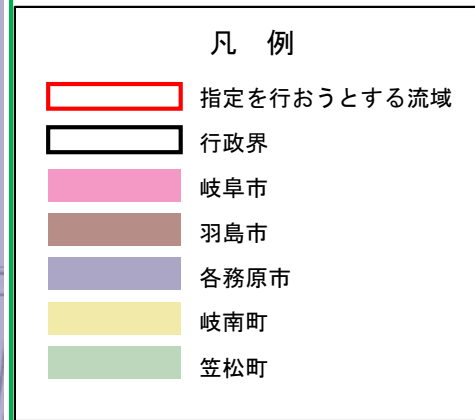 凡 例
指定を行おうとする流域
行政界
岐阜市
羽島市
各務原市
岐南町
笠松町